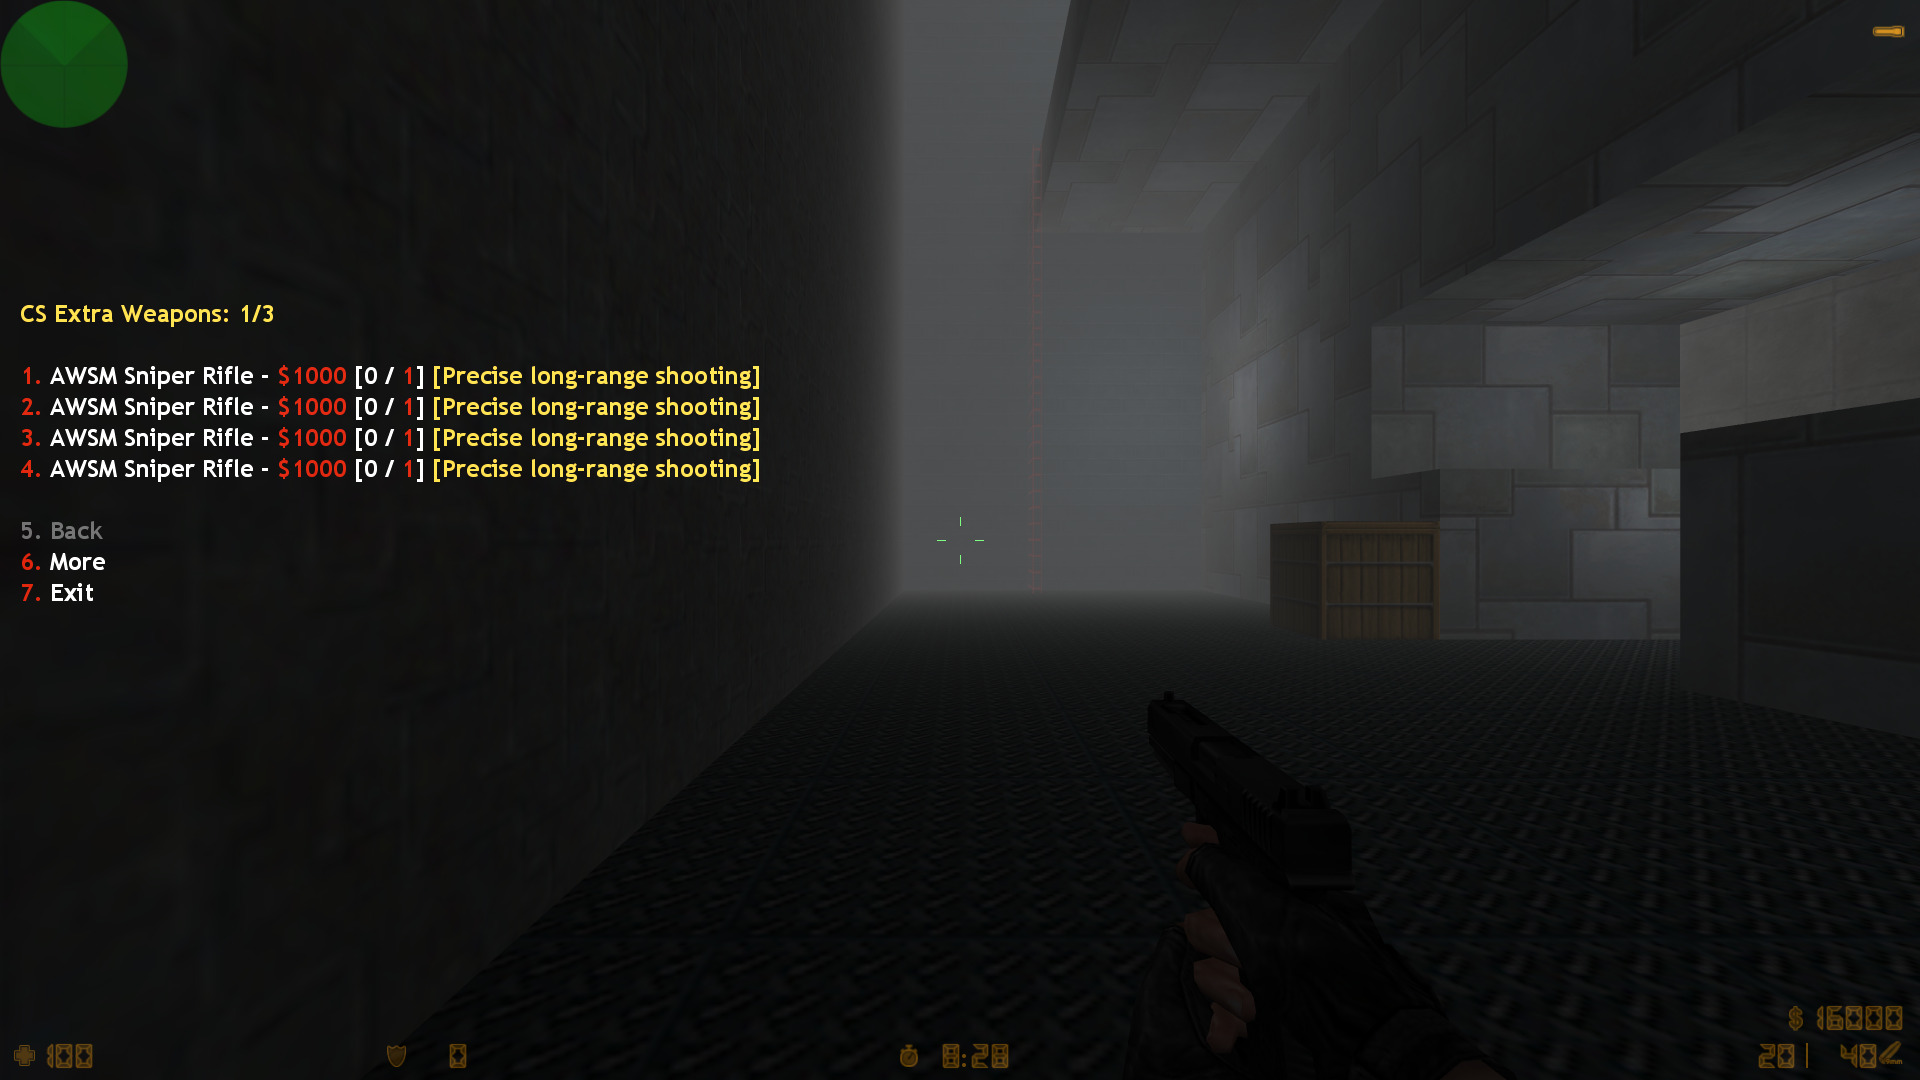 CS Extra Weapons: 1/3
1. AWSM Sniper Rifle - $1000 [0 / 1] [Precise long-range shooting]
2. AWSM Sniper Rifle - $1000 [0 / 1] [Precise long-range shooting]
3. AWSM Sniper Rifle - $1000 [0 / 1] [Precise long-range shooting]
4. AWSM Sniper Rifle - $1000 [0 / 1] [Precise long-range shooting]
5. Back
6. More
7. Exit
$ 16000
100 0 8:28 20 | 40 mm